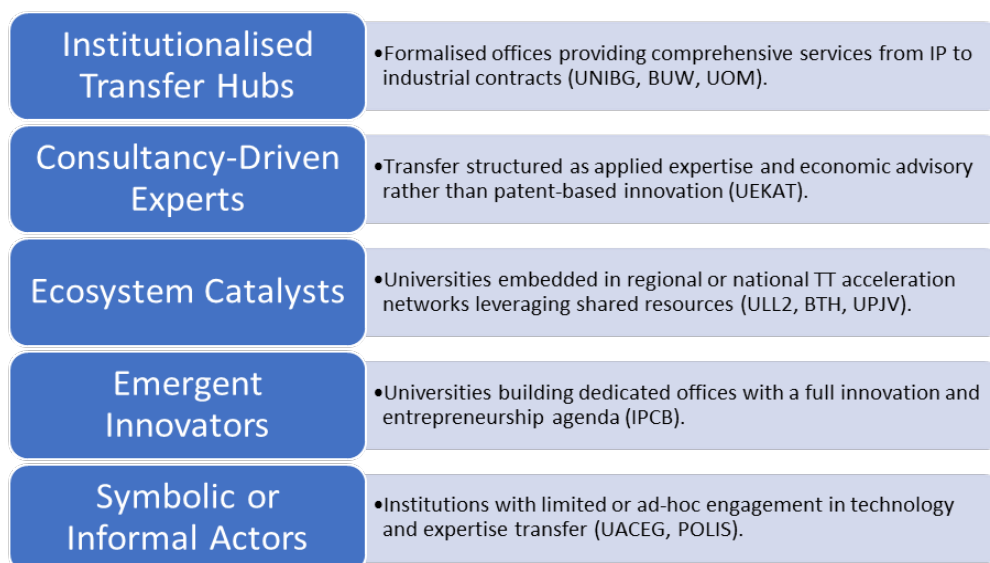 Institutionalised
Transfer Hubs
•Formalised offices providing comprehensive services from IP to
industrial contracts (UNIBG, BUW, UOM).
Consultancy-Driven
Experts
•Transfer structured as applied expertise and economic advisory
rather than patent-based innovation (UEKAT).
Ecosystem Catalysts
•Universities embedded in regional or national TT acceleration
networks leveraging shared resources (ULL2, BTH, UPJV).
Emergent
Innovators
•Universities building dedicated offices with a full innovation and
entrepreneurship agenda (IPCB).
Symbolic or
Informal Actors
•Institutions with limited or ad-hoc engagement in technology
and expertise transfer (UACEG, POLIS).